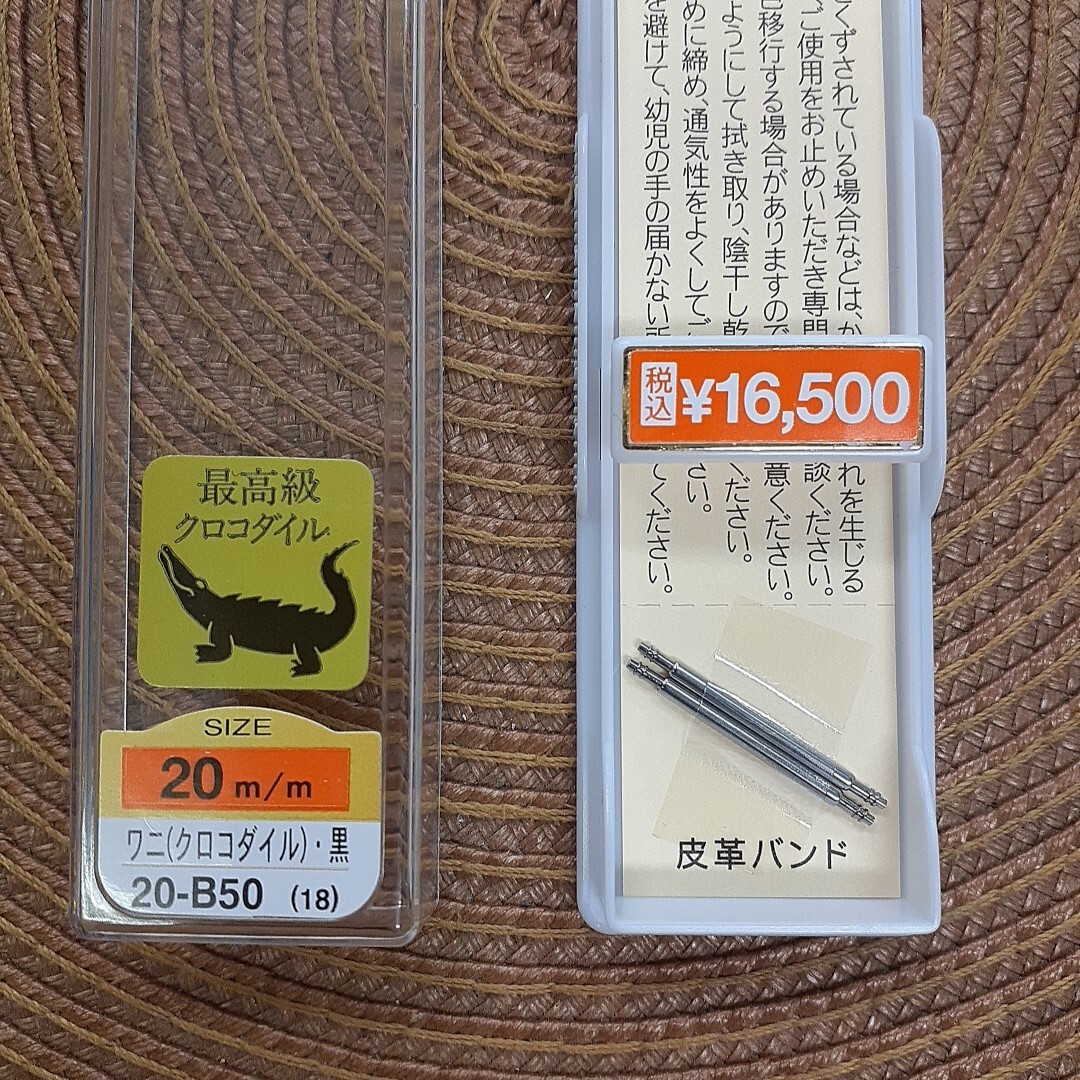 最高級
クロコダイル
SIZE
20 m/m
ワニ(クロコダイル)・黒
20-B50 (18)
くずされている場合などは、か
れを生じる
ご使用をお止めいただき専門
談ください。
移行する場合がありますので
意ください。
ようにして拭き取り、陰干し乾
ください。
めに締め、通気性をよくしてご
さい。
を避けて、幼児の手の届かない所
てください。
税込 ¥16,500
皮革バンド